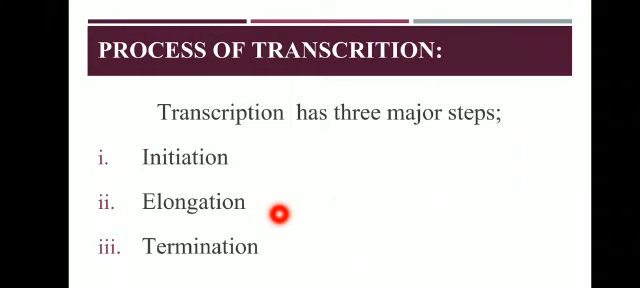 PROCESS OF TRANSCRITION:
Transcription has three major steps;
i. Initiation
ii. Elongation
iii. Termination